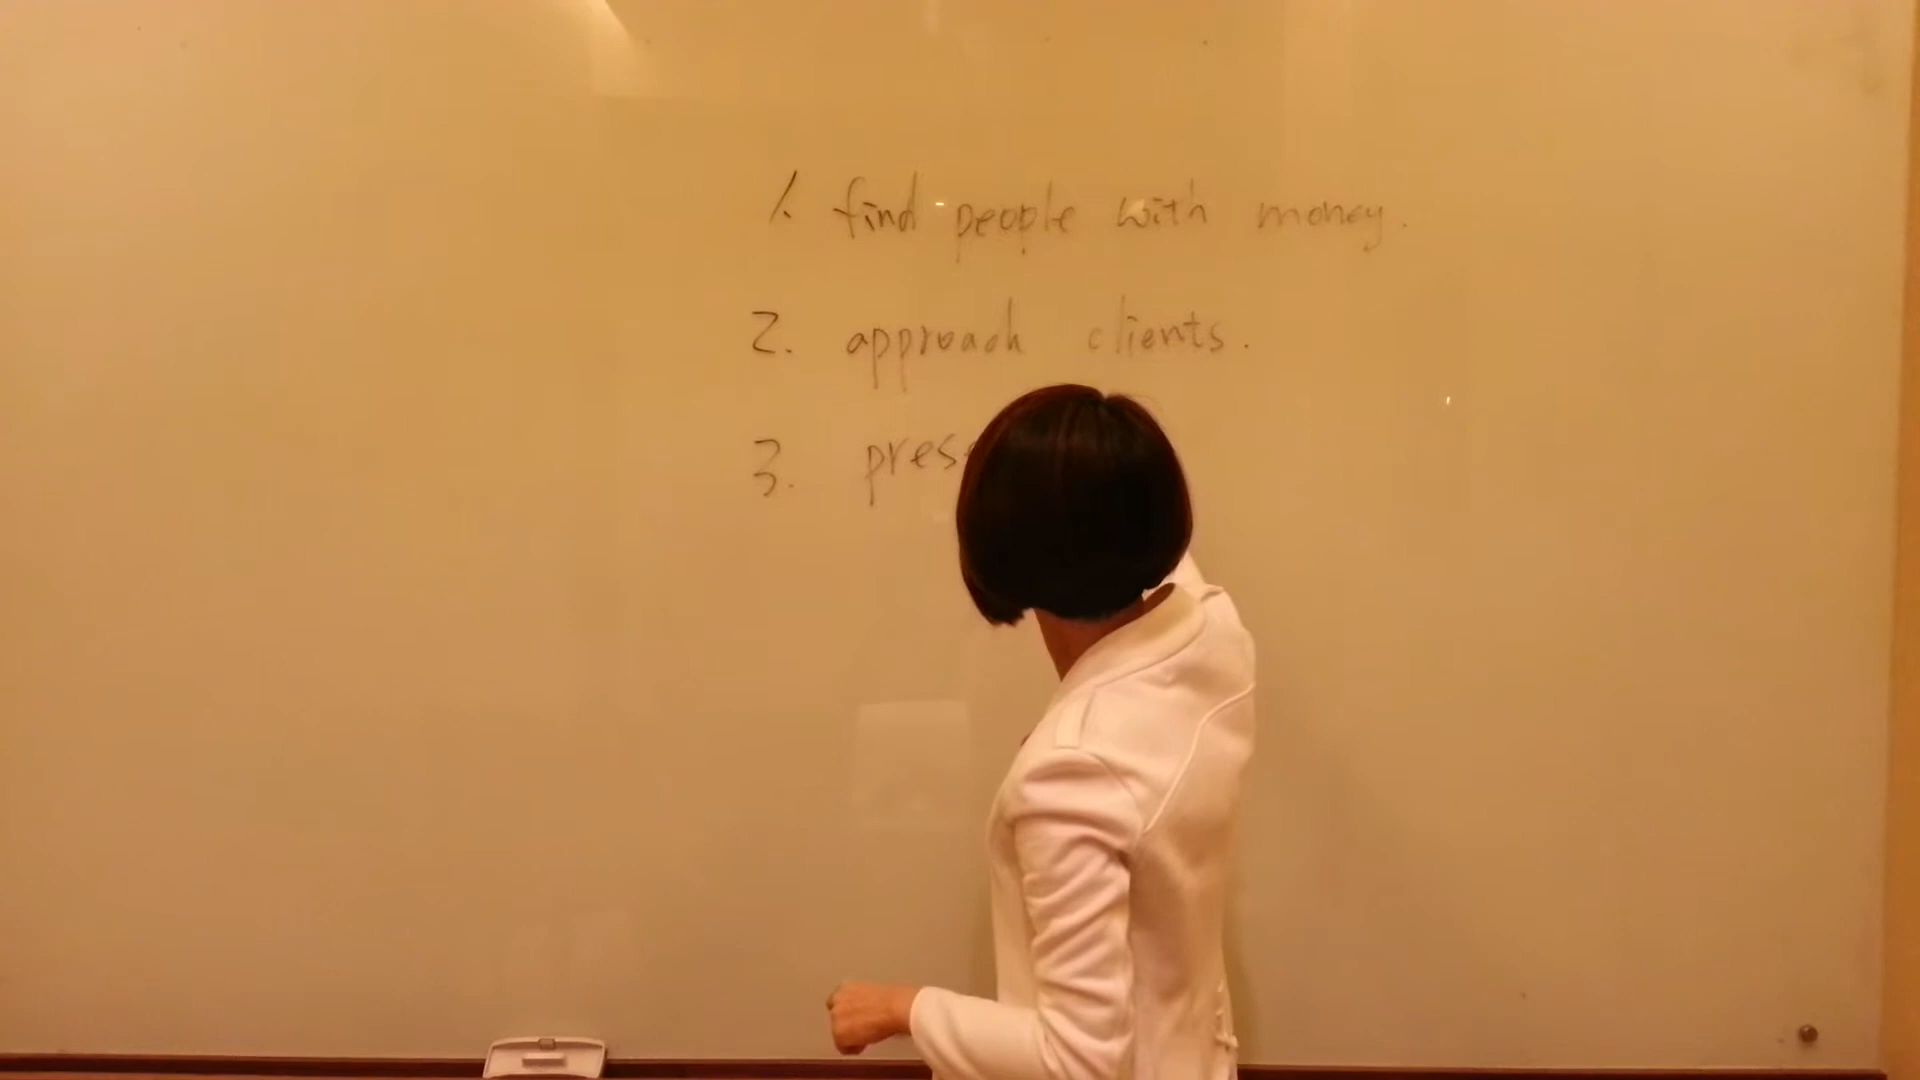 1. find people with money.
2. approach clients.
3. pres